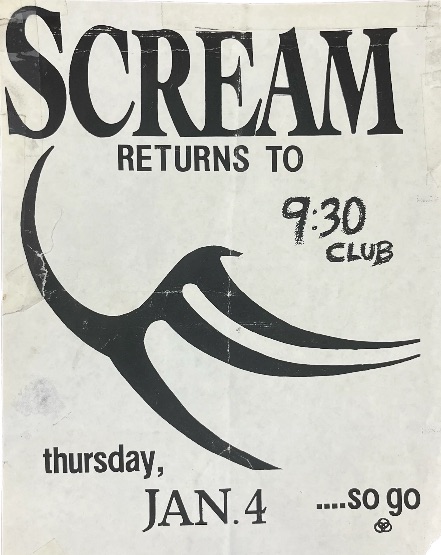 SCREAM
RETURNS TO
9:30
CLUB
thursday,
JAN. 4
....so go